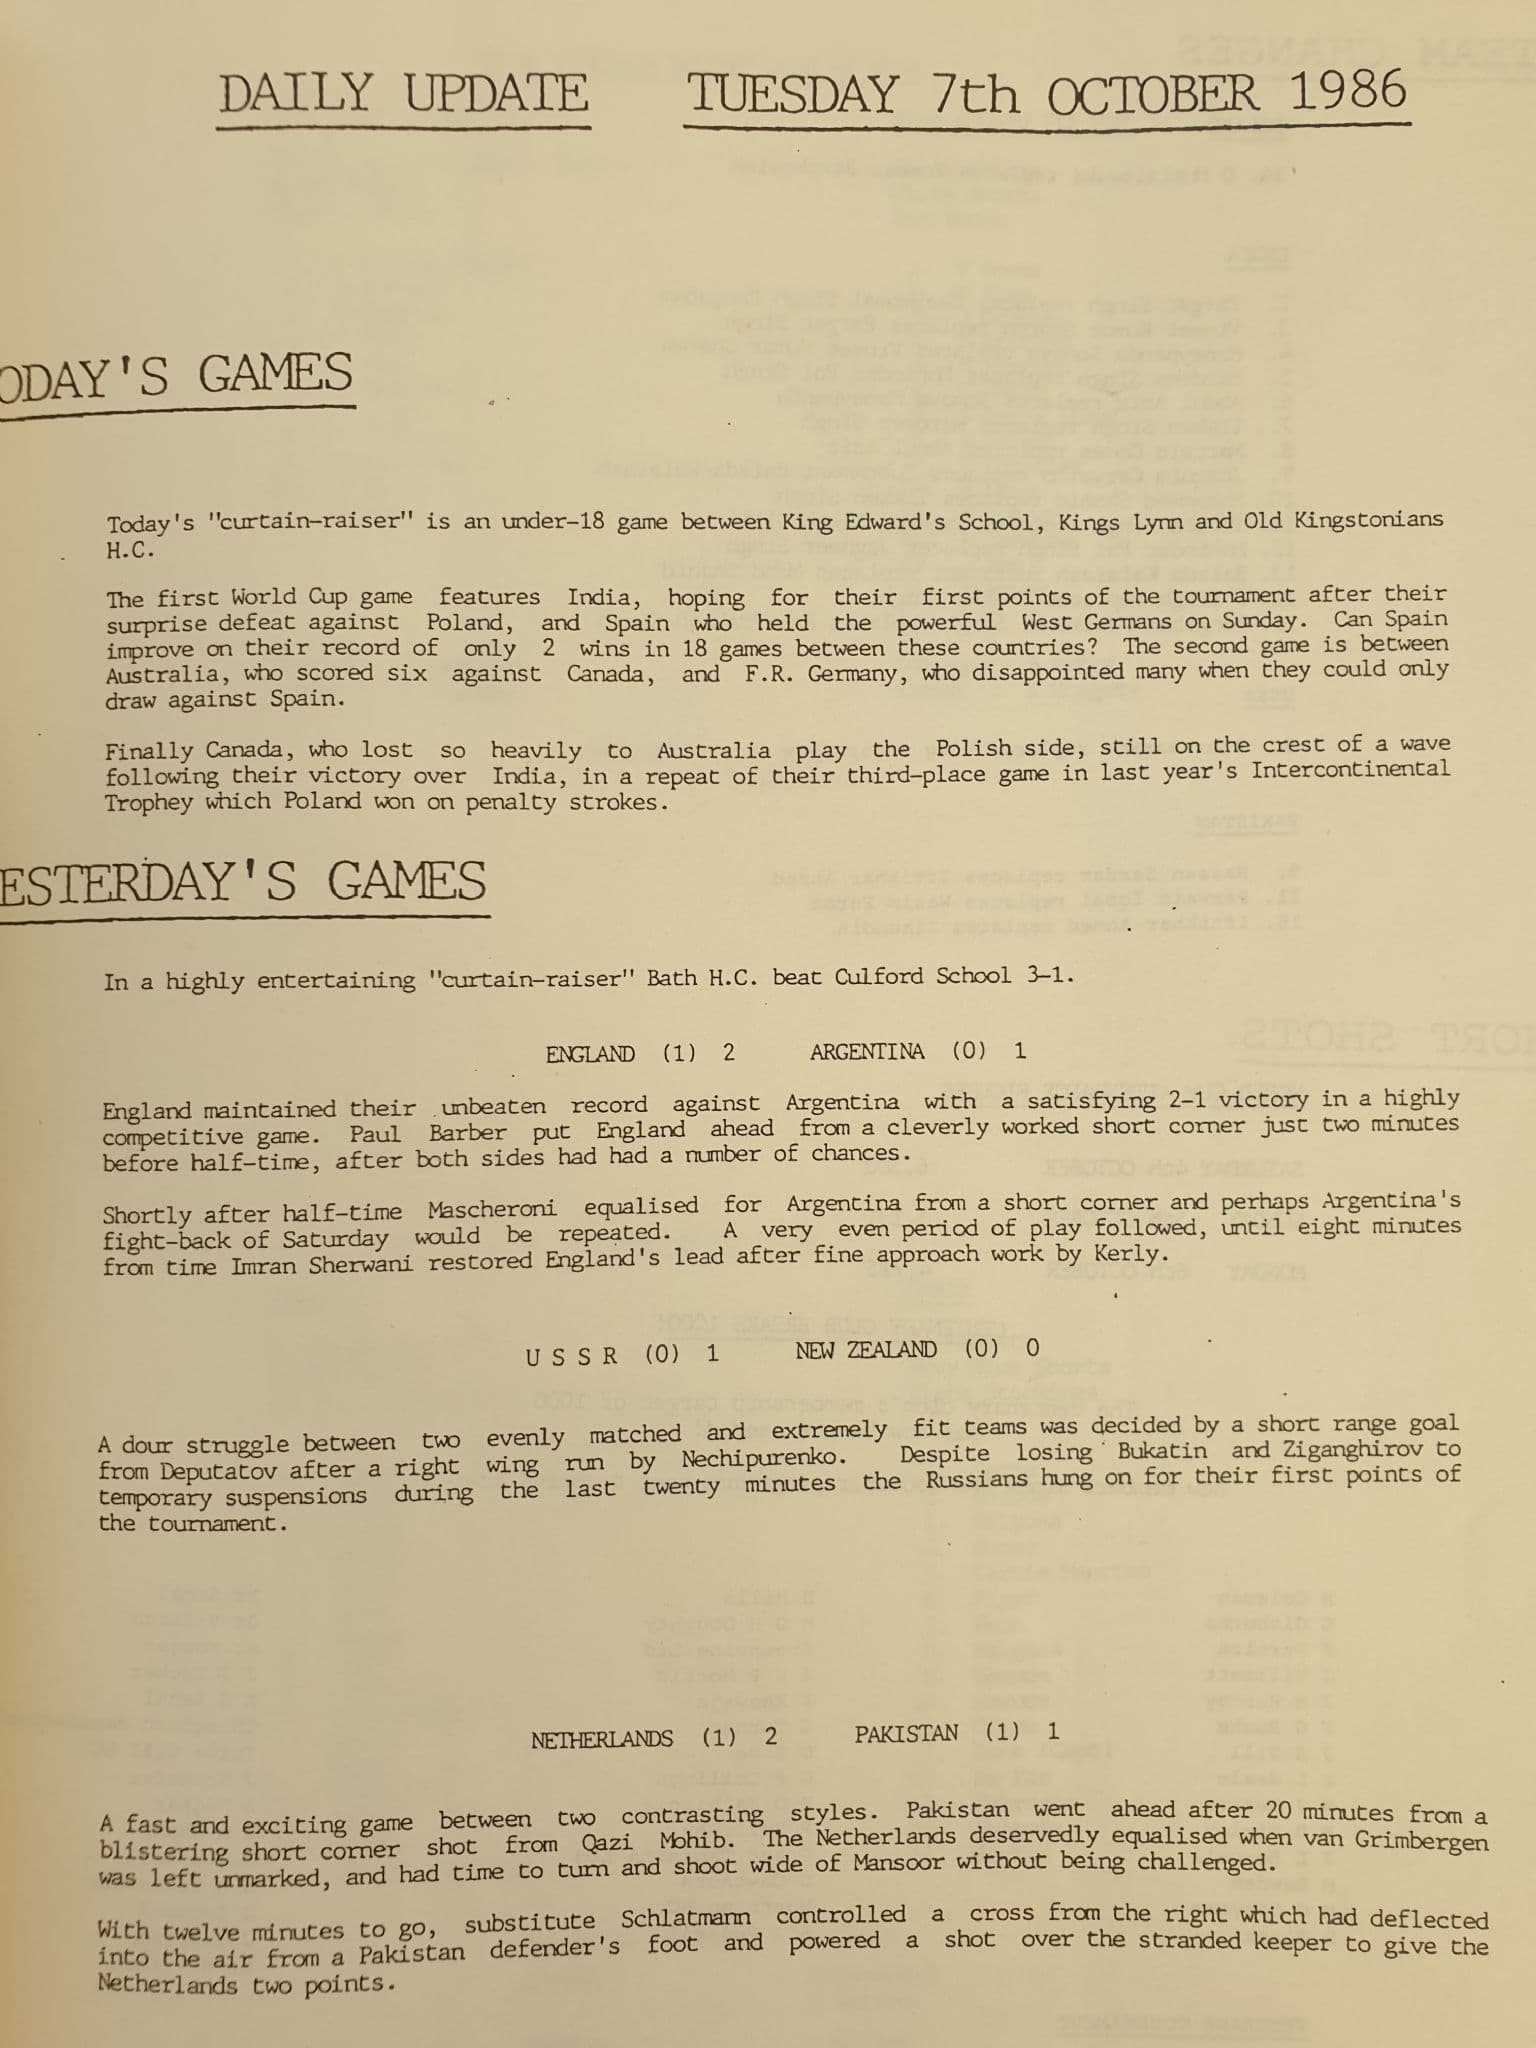 DAILY UPDATE TUESDAY 7th OCTOBER 1986
ODAY'S GAMES
Today's "curtain-raiser" is an under-18 game between King Edward's School, Kings Lynn and Old Kingstonians
H.C.
The first World Cup game features India, hoping for their first points of the tournament after their
surprise defeat against Poland, and Spain who held the powerful West Germans on Sunday. Can Spain
improve on their record of only 2 wins in 18 games between these countries? The second game is between
Australia, who scored six against Canada, and F.R. Germany, who disappointed many when they could only
draw against Spain.
Finally Canada, who lost so heavily to Australia play the Polish side, still on the crest of a wave
following their victory over India, in a repeat of their third-place game in last year's Intercontinental
Trophey which Poland won on penalty strokes.
ESTERDAY'S GAMES
In a highly entertaining "curtain-raiser" Bath H.C. beat Culford School 3-1.
ENGLAND (1) 2 ARGENTINA (0) 1
England maintained their unbeaten record against Argentina with a satisfying 2-1 victory in a highly
competitive game. Paul Barber put England ahead from a cleverly worked short corner just two minutes
before half-time, after both sides had had a number of chances.
Shortly after half-time Mascheroni equalised for Argentina from a short corner and perhaps Argentina's
fight-back of Saturday would be repeated. A very even period of play followed, until eight minutes
from time Imran Sherwani restored England's lead after fine approach work by Kerly.
U S S R (0) 1 NEW ZEALAND (0) 0
A dour struggle between two evenly matched and extremely fit teams was decided by a short range goal
from Deputatov after a right wing run by Nechipurenko. Despite losing Bukatin and Ziganghirov to
temporary suspensions during the last twenty minutes the Russians hung on for their first points of
the tournament.
NETHERLANDS (1) 2 PAKISTAN (1) 1
A fast and exciting game between two contrasting styles. Pakistan went ahead after 20 minutes from a
blistering short corner shot from Qazi Mohib. The Netherlands deservedly equalised when van Grimbergen
was left unmarked, and had time to turn and shoot wide of Mansoor without being challenged.
With twelve minutes to go, substitute Schlatmann controlled a cross from the right which had deflected
into the air from a Pakistan defender's foot and powered a shot over the stranded keeper to give the
Netherlands two points.